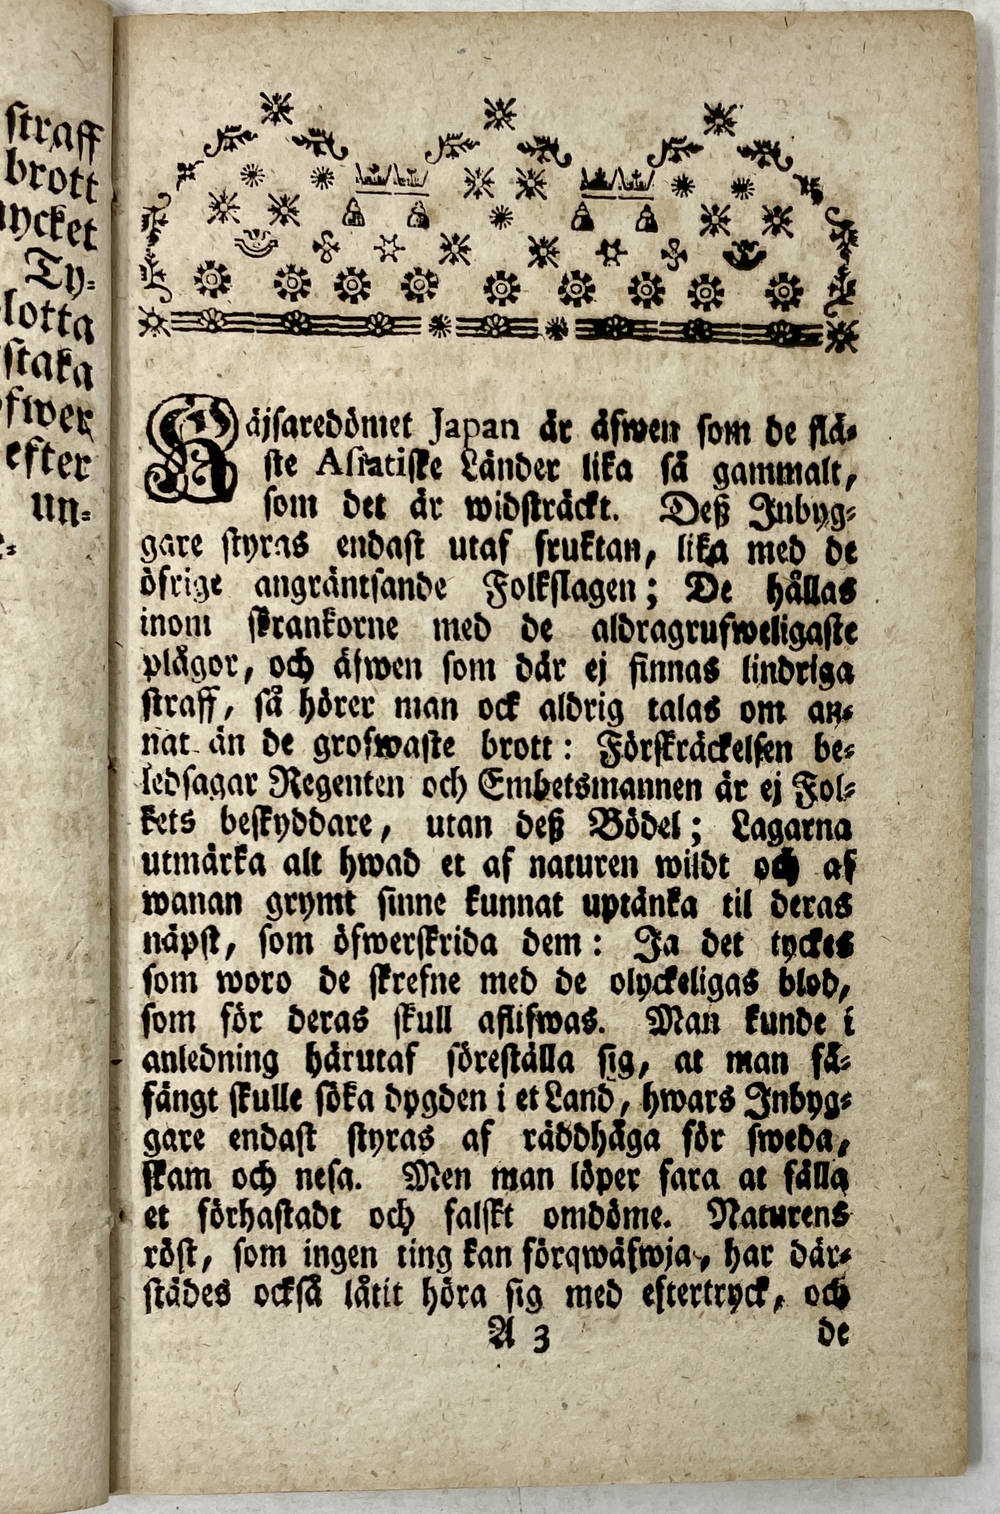 straff
brott
mycket
Ty-
lotta
staka
öfwer
efter
un-
Käjsaredömet Japan är äfwen som de flä-
ste Asiatiske Länder lika så gammalt,
som det är widsträckt. Deß Inbyg-
gare styras endast utaf fruktan, lika med de
öfrige angräntsande Folkslagen; De hållas
inom skrankorne med de aldragrufweligaste
plågor, och äfwen som där ej finnas lindriga
straff, så hörer man ock aldrig talas om an-
nat än de grofwaste brott: Förskräckelsen be-
ledsagar Regenten och Embetsmannen är ej Fol-
kets beskyddare, utan deß Bödel; Lagarna
utmärka alt hwad et af naturen wildt och af
wanan grymt sinne kunnat uptänka til deras
näpst, som öfwerskrida dem: Ja det tyckes
som woro de skrefne med de olyckeligas blod,
som för deras skull aflifwas. Man kunde i
anledning härutaf föreställa sig, at man få-
fängt skulle söka dygden i et Land, hwars Inbyg-
gare endast styras af räddhåga för sweda,
skam och nesa. Men man löper fara at fälla
et förhastadt och falskt omdöme. Naturens
röst, som ingen ting kan förqwäfwja, har där-
städes också låtit höra sig med eftertryck, och
A 3 de